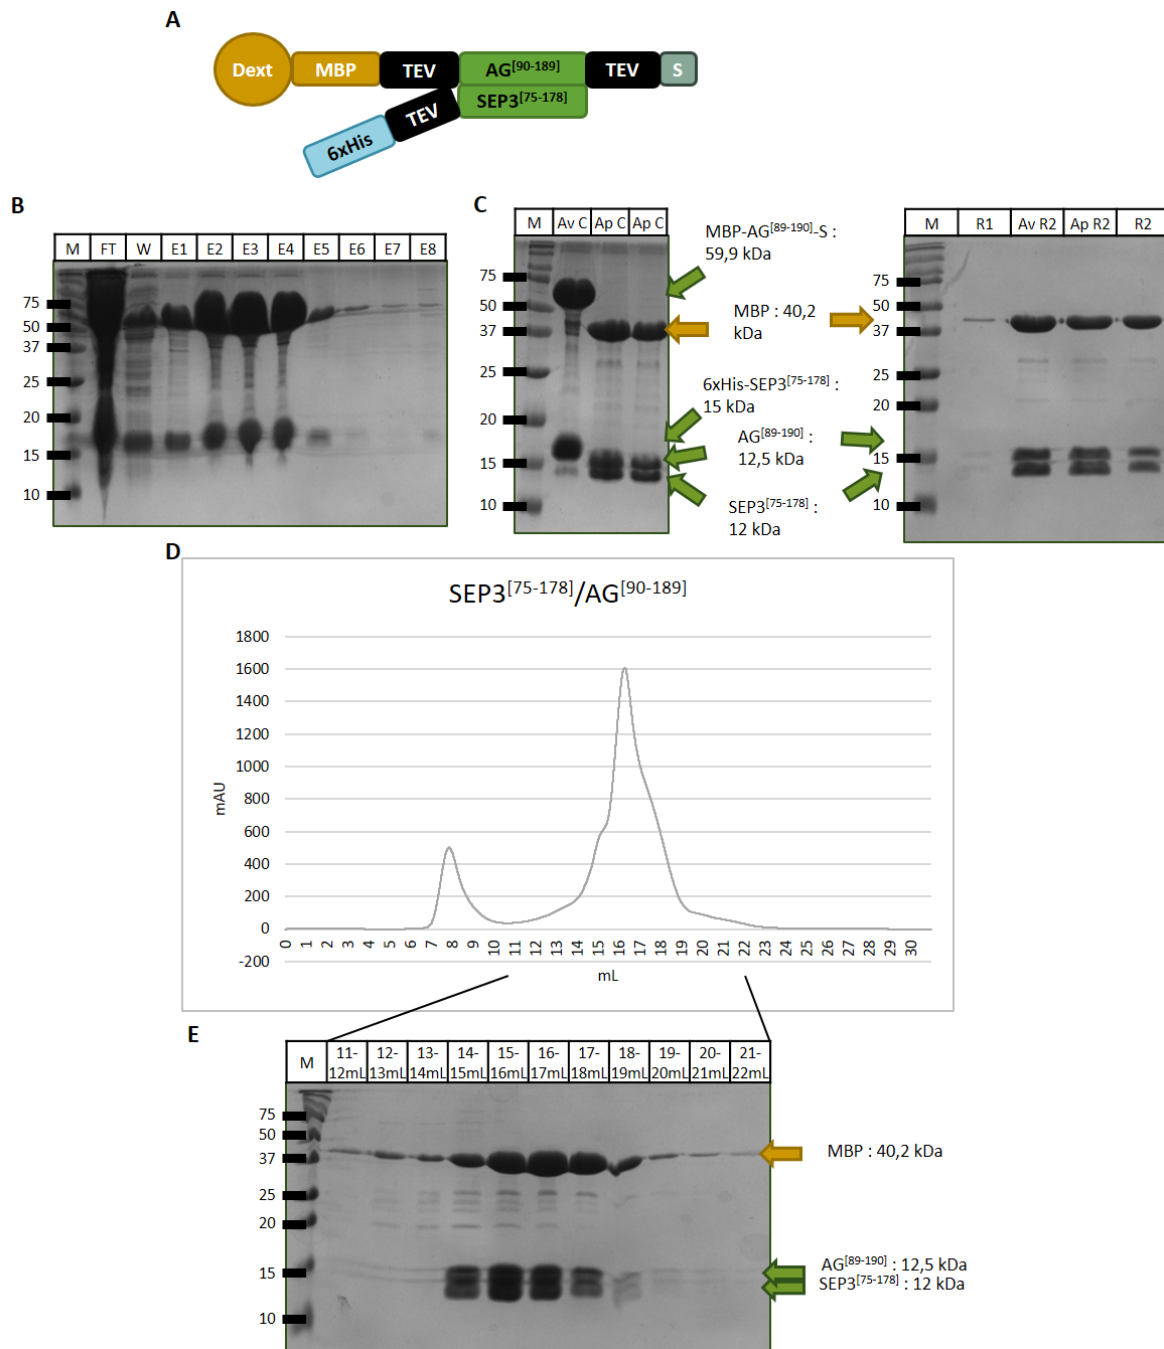 A
Dext MBP TEV AG[90-189] TEV S
SEP3[75-178]
TEV
6xHis
B
M FT W E1 E2 E3 E4 E5 E6 E7 E8
75
50
37
25
20
15
10
C
M Av C Ap C Ap C
75
50
37
25
20
15
10
MBP-AG[89-190]-S :
59,9 kDa
MBP : 40,2
kDa
6xHis-SEP3[75-178] :
15 kDa
AG[89-190] :
12,5 kDa
SEP3[75-178] :
12 kDa
M R1 Av R2 Ap R2 R2
75
50
37
25
20
15
10
D
SEP3[75-178]/AG[90-189]
1800
1600
1400
1200
1000
800
600
400
200
0
-200
mAU
0 1 2 3 4 5 6 7 8 9 10 11 12 13 14 15 16 17 18 19 20 21 22 23 24 25 26 27 28 29 30
mL
E
M 11-12mL 12-13mL 13-14mL 14-15mL 15-16mL 16-17mL 17-18mL 18-19mL 19-20mL 20-21mL 21-22mL
75
50
37
25
20
15
10
MBP : 40,2 kDa
AG[89-190] : 12,5 kDa
SEP3[75-178] : 12 kDa